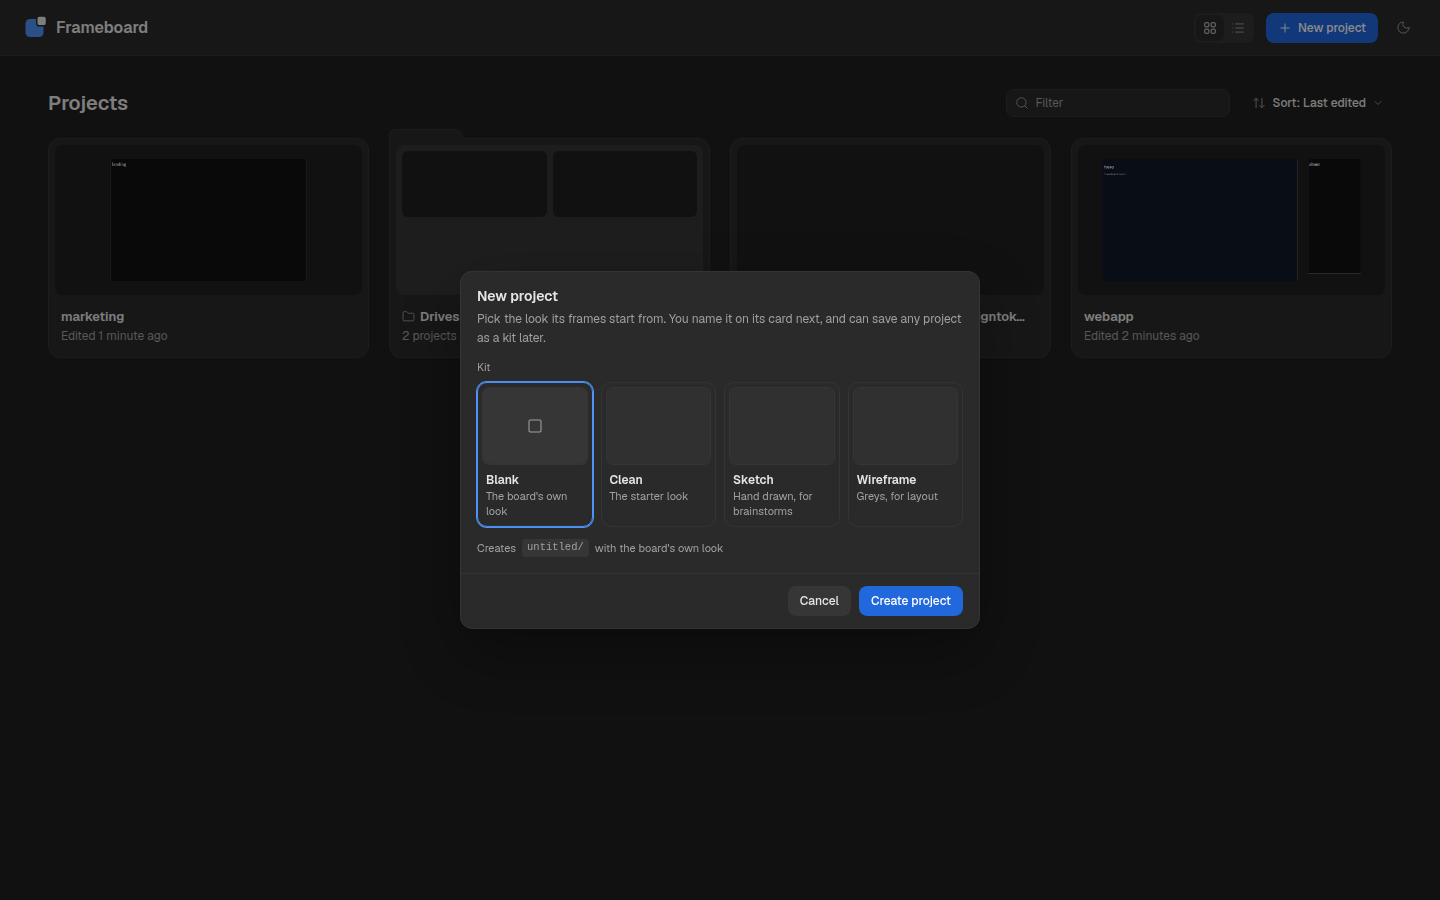 Frameboard
New project
Projects
Filter
Sort: Last edited
landing
marketing
Edited 1 minute ago
Drives
2 projects
gntok...
webapp
Edited 2 minutes ago
New project
Pick the look its frames start from. You name it on its card next, and can save any project
as a kit later.
Kit
Blank
The board's own
look
Clean
The starter look
Sketch
Hand drawn, for
brainstorms
Wireframe
Greys, for layout
Creates untitled/ with the board's own look
Cancel
Create project